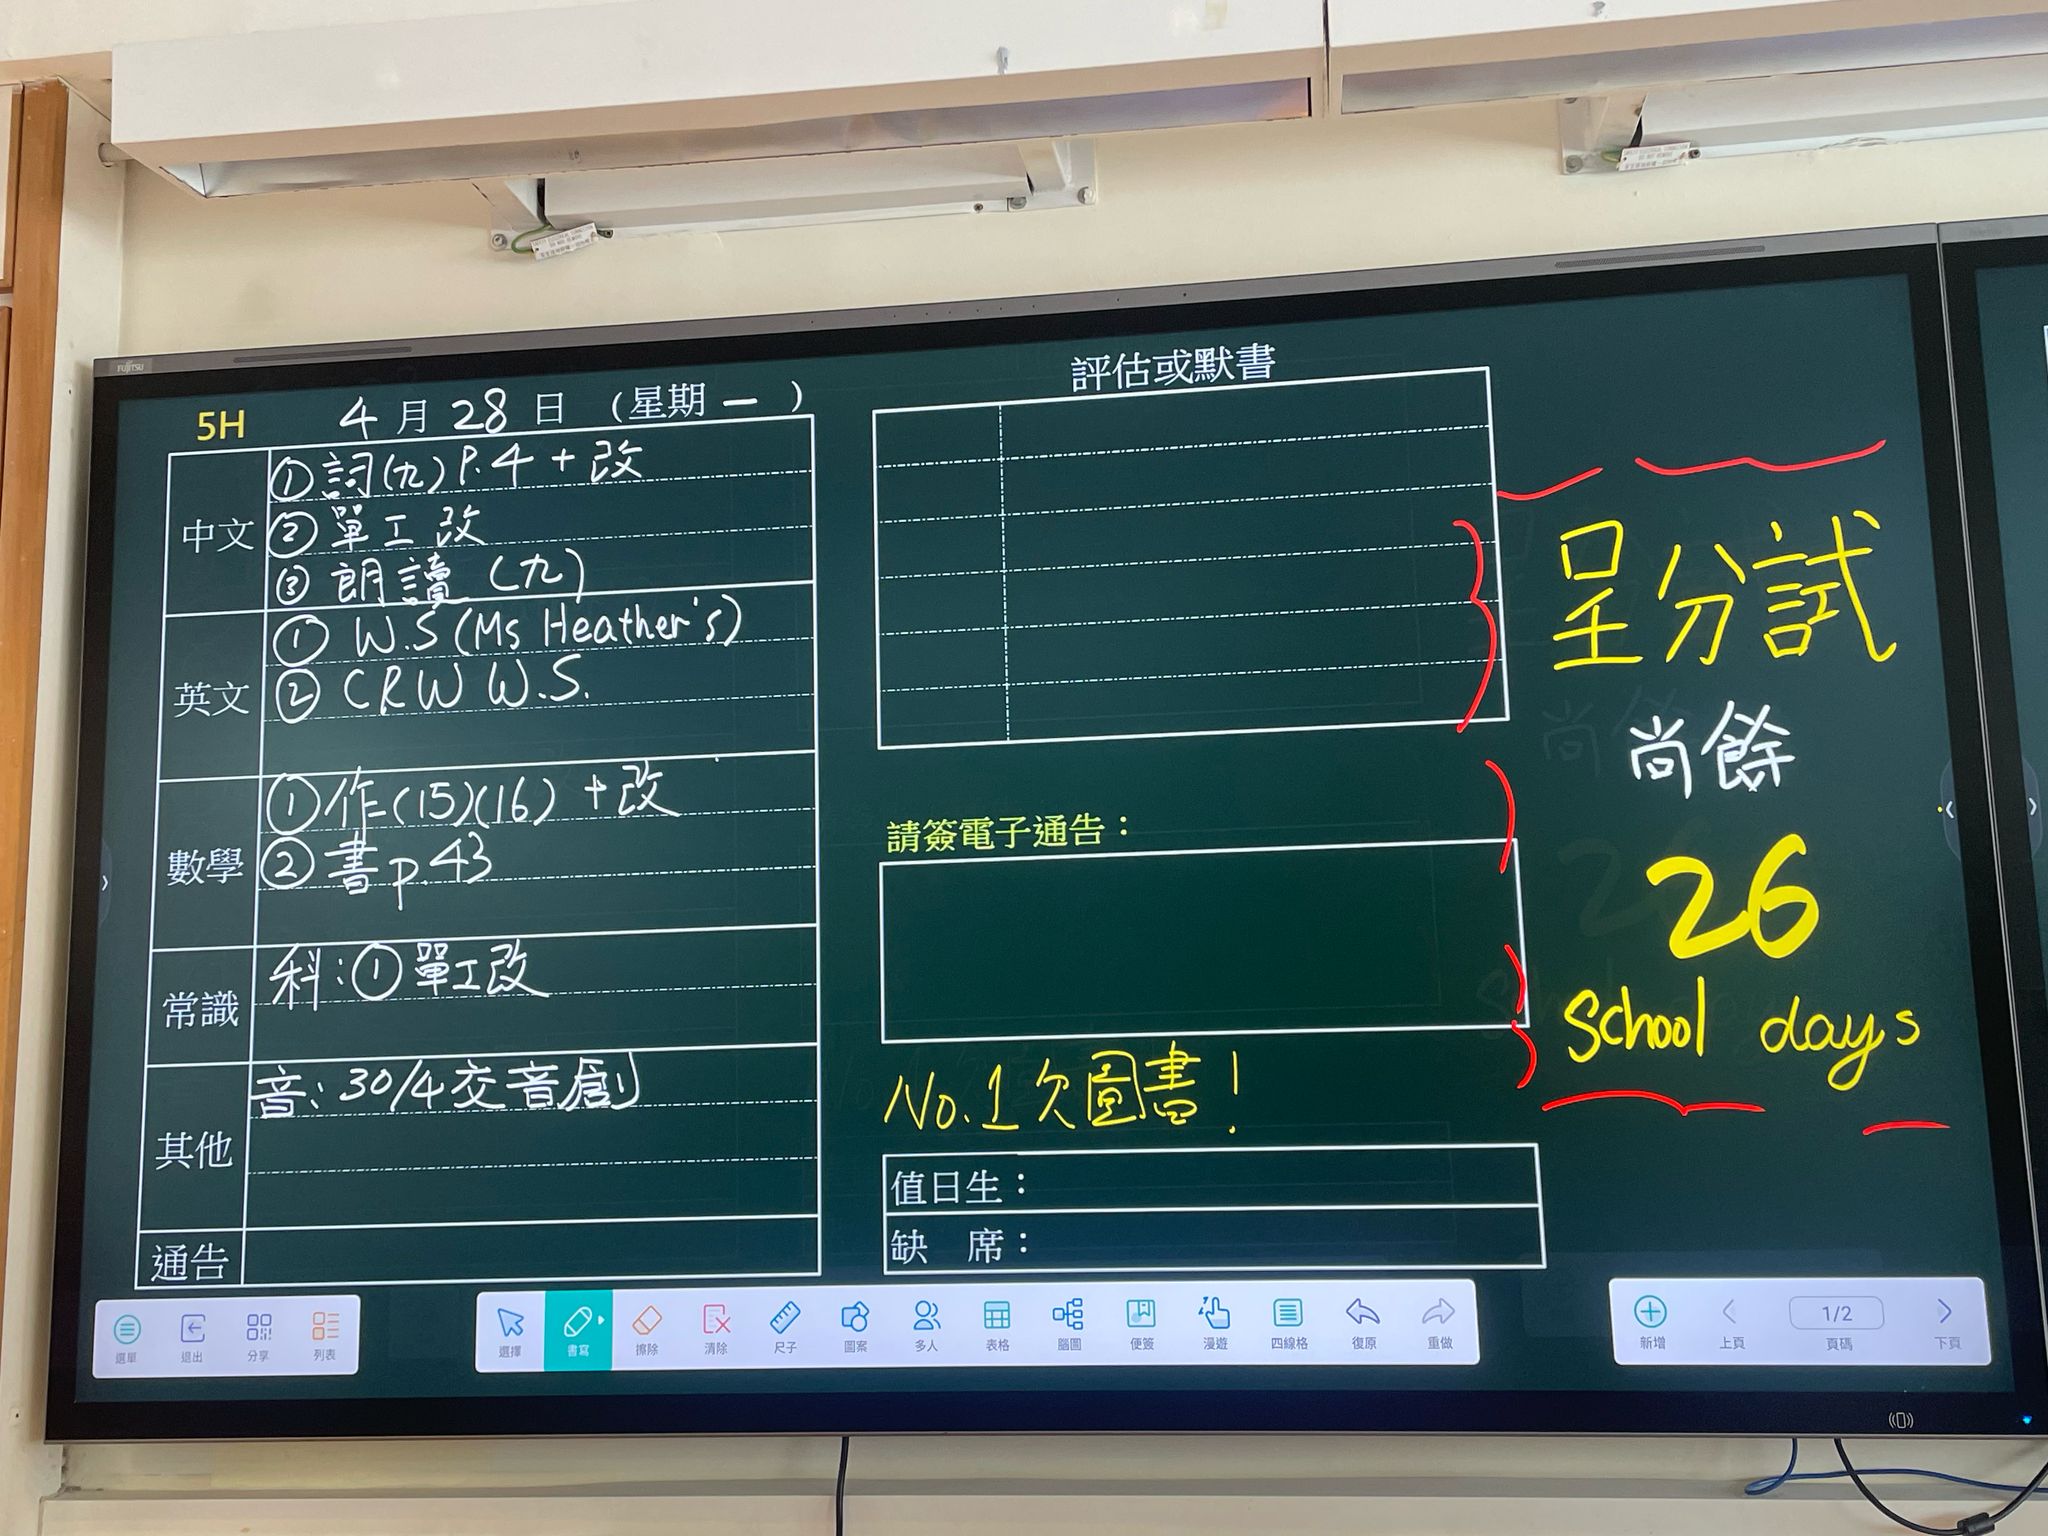 FUJITSU
5H 4月28日(星期一)
中文
①詞(九)P.4+改
②單工改
③朗讀(九)
英文
①W.S(Ms Heather's)
②CRW W.S.
數學
①作(15)(16)+改
②書p.43
常識
科:①單工改
其他
音:30/4交音創
通告
評估或默書
請簽電子通告:
No.1欠圖書!
值日生:
缺 席:
呈分試
尚餘
26
School days
選單 退出 分享 列表
選擇 書寫 擦除 清除 尺子 圖案 多人 表格 腦圖 便簽 漫遊 四線格 復原 重做
新增 上頁 1/2 頁碼 下頁